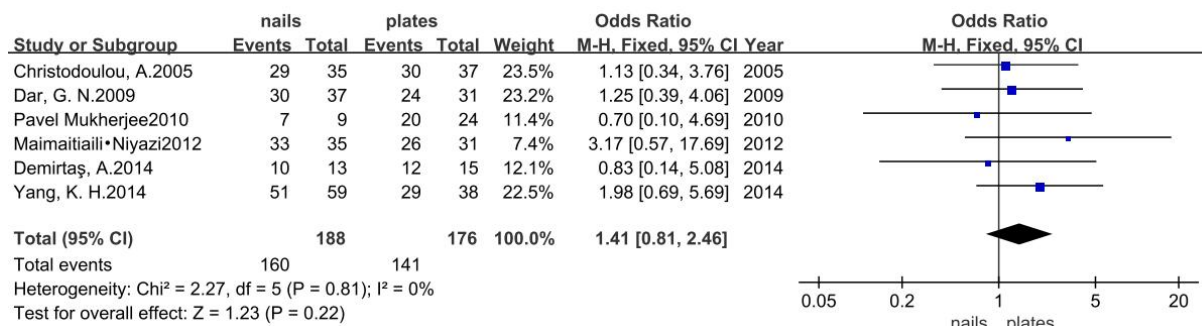 nails plates Odds Ratio Odds Ratio
Study or Subgroup Events Total Events Total Weight M-H, Fixed, 95% CI Year M-H, Fixed, 95% CI
Christodoulou, A.2005 29 35 30 37 23.5% 1.13 [0.34, 3.76] 2005
Dar, G. N.2009 30 37 24 31 23.2% 1.25 [0.39, 4.06] 2009
Pavel Mukherjee2010 7 9 20 24 11.4% 0.70 [0.10, 4.69] 2010
Maimaitiaili•Niyazi2012 33 35 26 31 7.4% 3.17 [0.57, 17.69] 2012
Demirtaş, A.2014 10 13 12 15 12.1% 0.83 [0.14, 5.08] 2014
Yang, K. H.2014 51 59 29 38 22.5% 1.98 [0.69, 5.69] 2014
Total (95% CI) 188 176 100.0% 1.41 [0.81, 2.46]
Total events 160 141
Heterogeneity: Chi² = 2.27, df = 5 (P = 0.81); I² = 0%
Test for overall effect: Z = 1.23 (P = 0.22)
0.05 0.2 1 5 20
nails plates